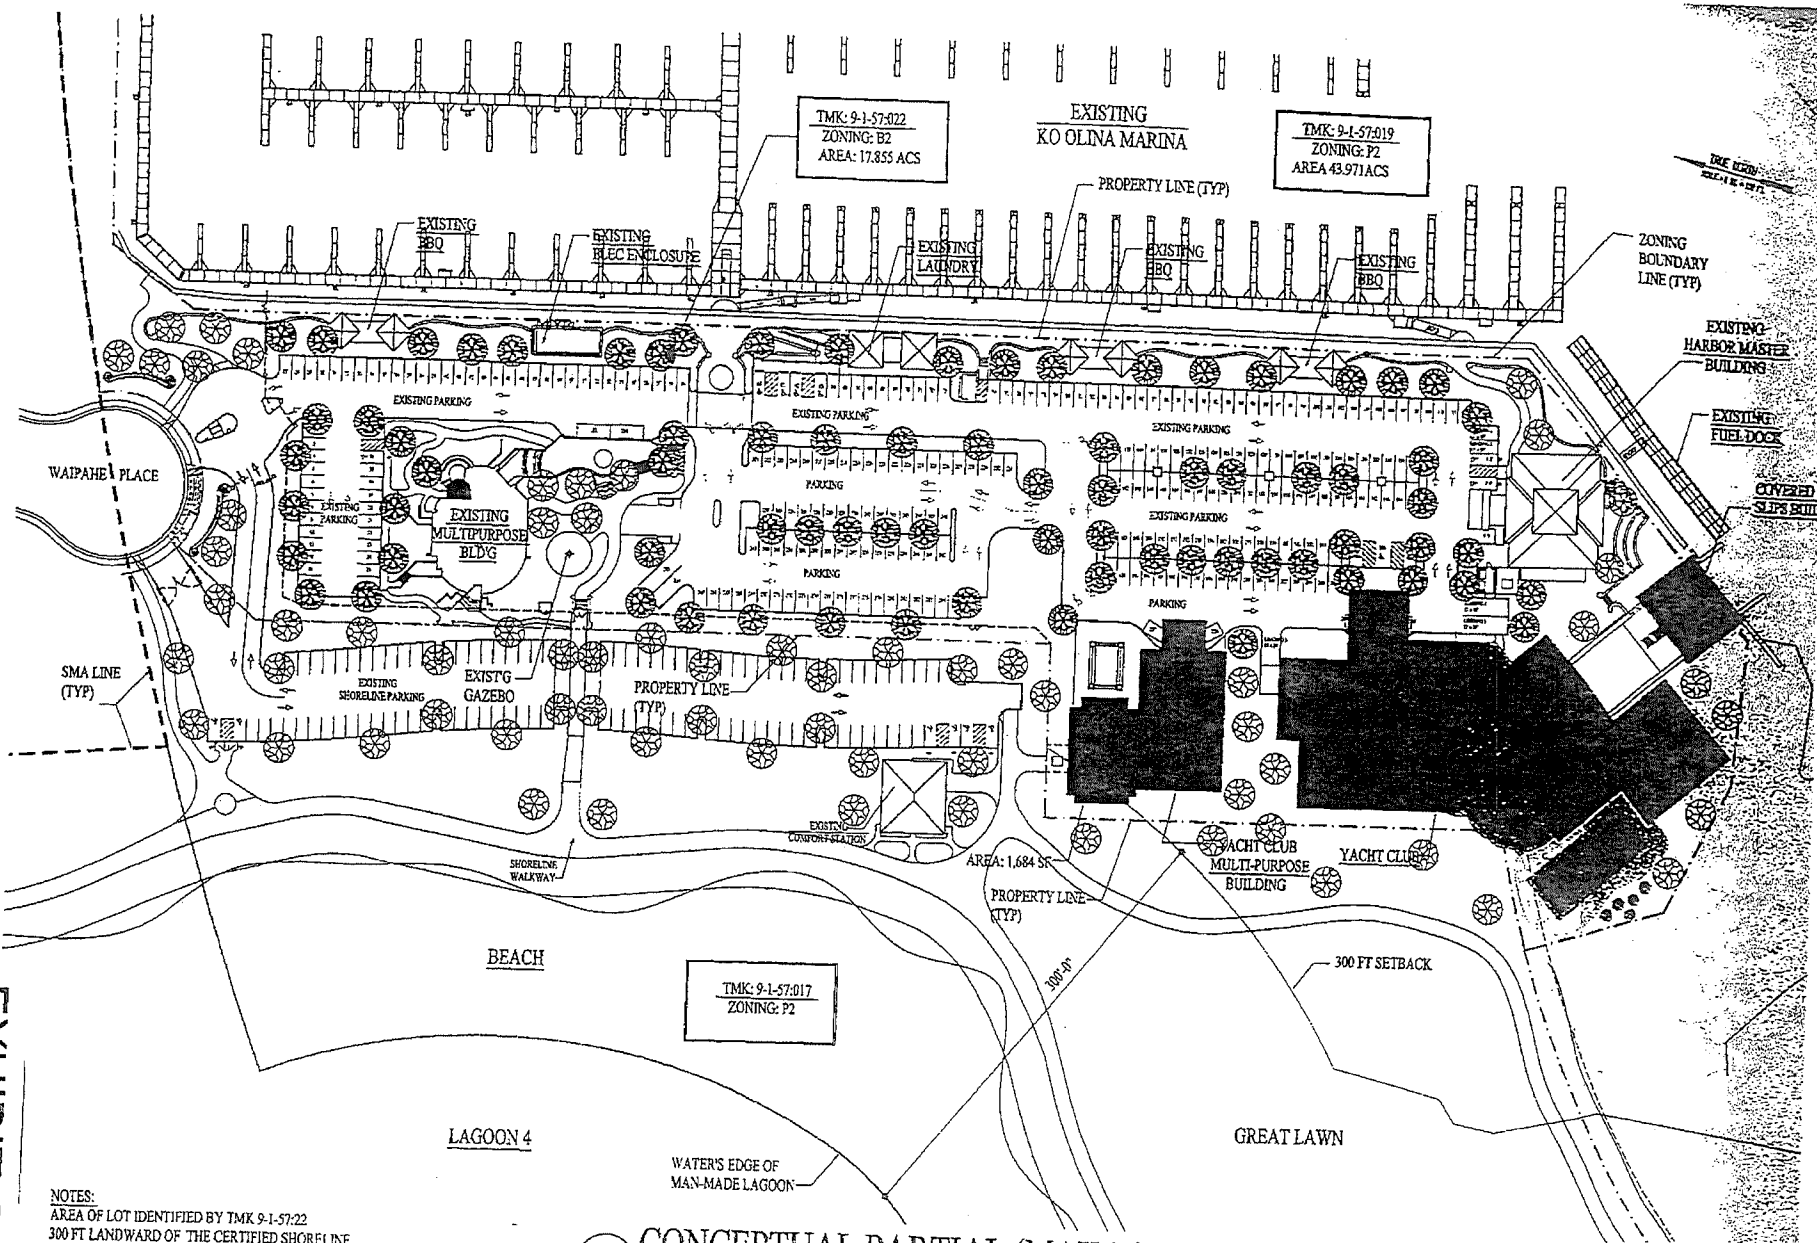 TMK: 9-1-57:022
ZONING: B2
AREA: 17.855 ACS
EXISTING
KO OLINA MARINA
TMK: 9-1-57:019
ZONING: P2
AREA 43.971ACS
TRUE NORTH
PROPERTY LINE (TYP)
EXISTING
BBQ
EXISTING
ELEC ENCLOSURE
EXISTING
LAUNDRY
EXISTING
BBQ
EXISTING
BBQ
ZONING
BOUNDARY
LINE (TYP)
EXISTING
HARBOR MASTER
BUILDING
EXISTING
FUEL DOCK
COVERED
SLIPS
EXISTING PARKING
EXISTING PARKING
EXISTING PARKING
WAIPAHE PLACE
EXISTING
PARKING
EXISTING
MULTIPURPOSE
BLD'G
PARKING
EXISTING PARKING
PARKING
PARKING
SMA LINE
(TYP)
EXISTING
SHORELINE PARKING
EXIST'G
GAZEBO
PROPERTY LINE
(TYP)
EXISTING
COMFORT STATION
SHORELINE
WALKWAY
AREA: 1,684 SF
PROPERTY LINE
(TYP)
YACHT CLUB
MULTI-PURPOSE
BUILDING
YACHT CLUB
BEACH
TMK: 9-1-57:017
ZONING: P2
300'-0"
300 FT SETBACK
LAGOON 4
WATER'S EDGE OF
MAN-MADE LAGOON
GREAT LAWN
NOTES:
AREA OF LOT IDENTIFIED BY TMK 9-1-57:22
300 FT LANDWARD OF THE CERTIFIED SHORELINE
CONCEPTUAL PARTIAL